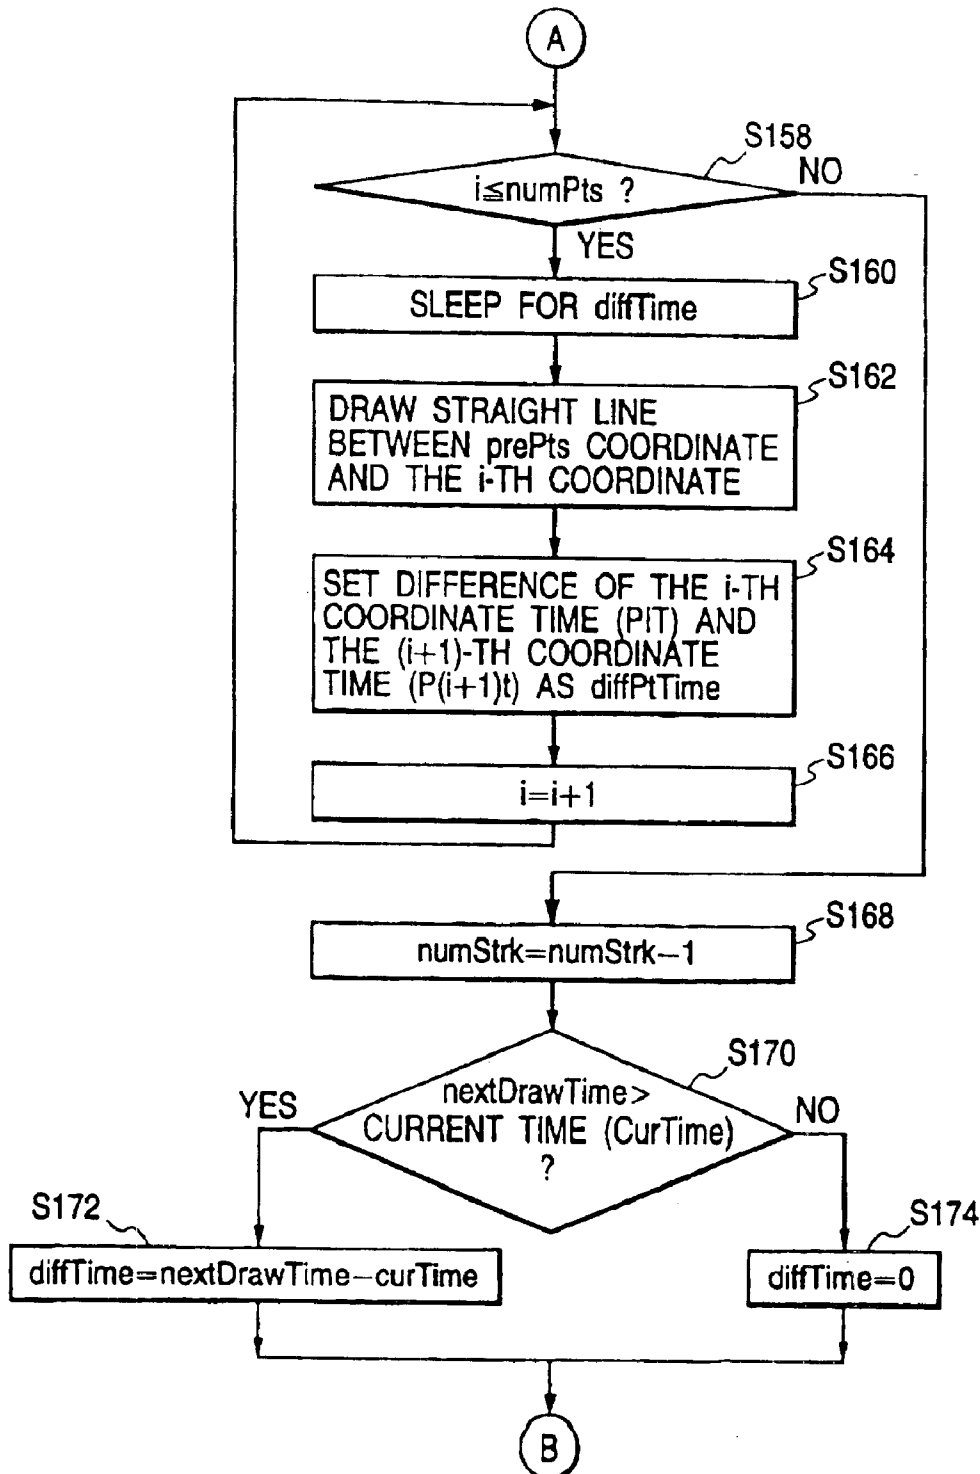 A
S158
NO
i≦numPts ?
YES
S160
SLEEP FOR diffTime
S162
DRAW STRAIGHT LINE
BETWEEN prePts COORDINATE
AND THE i-TH COORDINATE
S164
SET DIFFERENCE OF THE i-TH
COORDINATE TIME (PIT) AND
THE (i+1)-TH COORDINATE
TIME (P(i+1)t) AS diffPtTime
S166
i=i+1
S168
numStrk=numStrk−1
S170
YES
nextDrawTime>
NO
CURRENT TIME (CurTime)
?
S172
S174
diffTime=nextDrawTime−curTime
diffTime=0
B